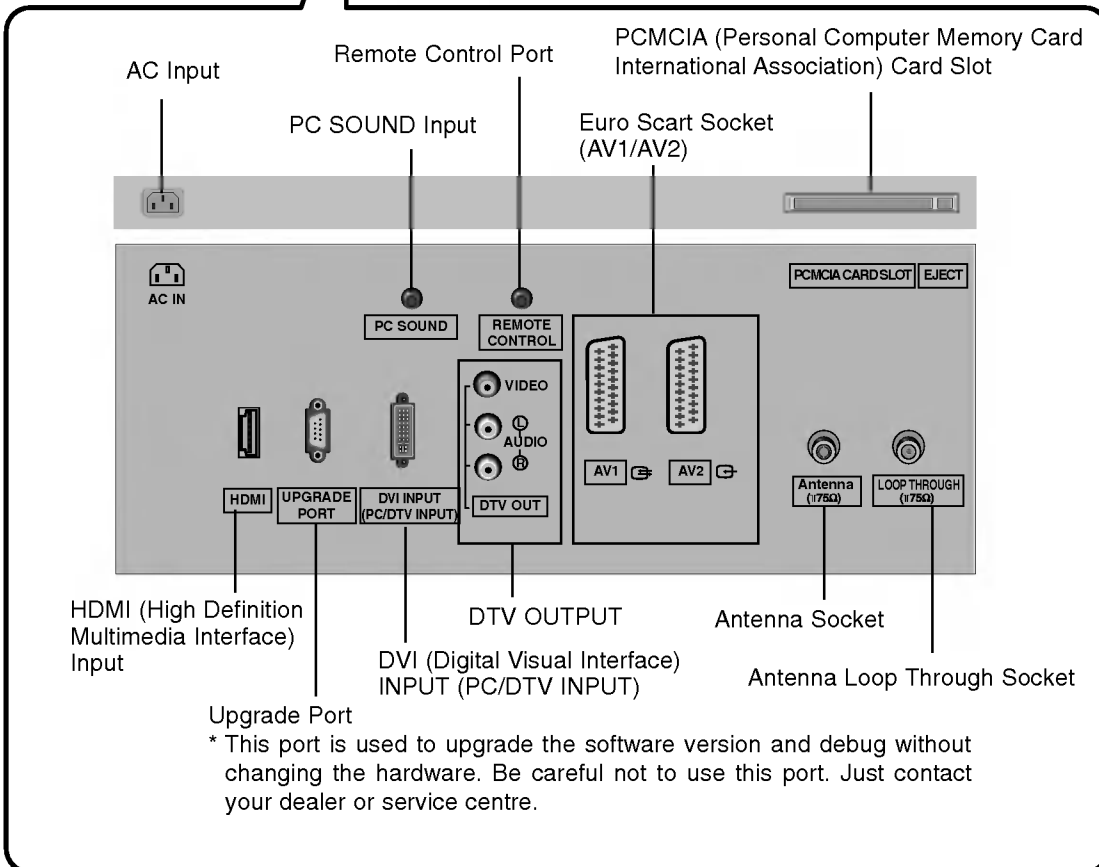 PCMCIA (Personal Computer Memory Card
International Association) Card Slot
Remote Control Port
AC Input
PC SOUND Input
Euro Scart Socket
(AV1/AV2)
AC IN
PCMCIA CARD SLOT
EJECT
PC SOUND
REMOTE
CONTROL
VIDEO
L
AUDIO
R
DTV OUT
AV1
AV2
HDMI
UPGRADE
PORT
DVI INPUT
(PC/DTV INPUT)
Antenna
(π75Ω)
LOOP THROUGH
(π75Ω)
HDMI (High Definition
Multimedia Interface)
Input
DTV OUTPUT
Antenna Socket
DVI (Digital Visual Interface)
INPUT (PC/DTV INPUT)
Antenna Loop Through Socket
Upgrade Port
* This port is used to upgrade the software version and debug without
changing the hardware. Be careful not to use this port. Just contact
your dealer or service centre.